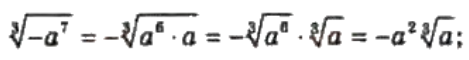 ∛(-a⁷) = -∛(a⁶ · a) = -∛(a⁶) · ∛a = -a² ∛a;